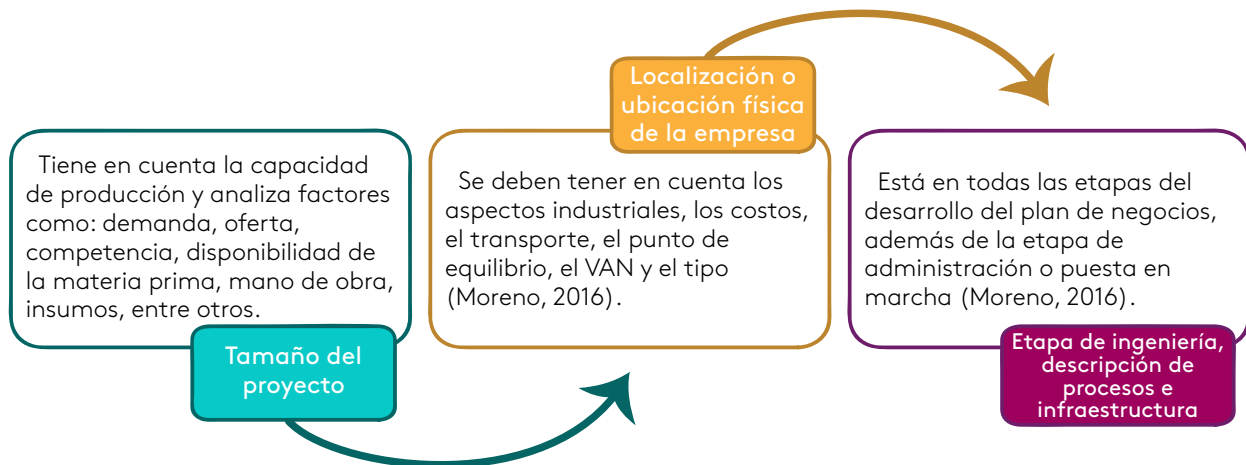 Tiene en cuenta la capacidad
de producción y analiza factores
como: demanda, oferta,
competencia, disponibilidad de
la materia prima, mano de obra,
insumos, entre otros.
Tamaño del
proyecto
Localización o
ubicación física
de la empresa
Se deben tener en cuenta los
aspectos industriales, los costos,
el transporte, el punto de
equilibrio, el VAN y el tipo
(Moreno, 2016).
Está en todas las etapas del
desarrollo del plan de negocios,
además de la etapa de
administración o puesta en
marcha (Moreno, 2016).
Etapa de ingeniería,
descripción de
procesos e
infraestructura